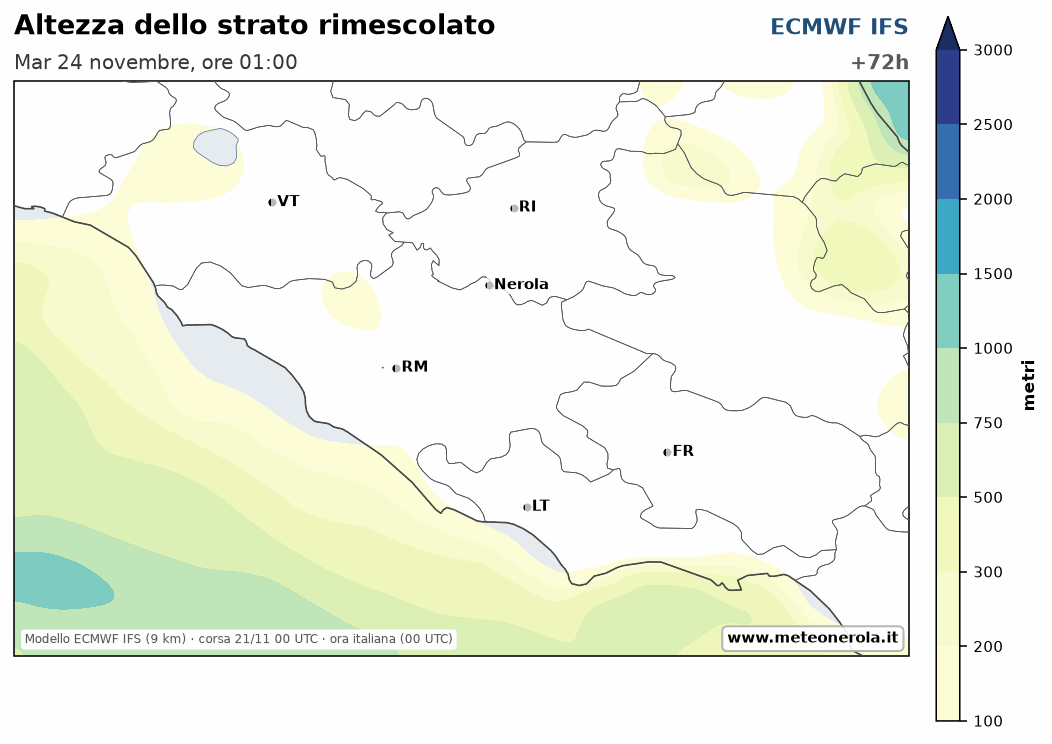 Altezza dello strato rimescolato
ECMWF IFS
Mar 24 novembre, ore 01:00
+72h
VT
RI
Nerola
RM
FR
LT
Modello ECMWF IFS (9 km) · corsa 21/11 00 UTC · ora italiana (00 UTC)
www.meteonerola.it
3000
2500
2000
1500
1000
750
500
300
200
100
metri